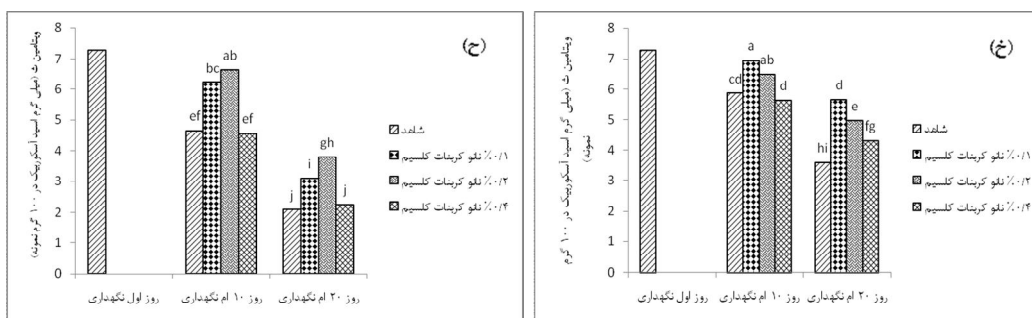 (ح)
ویتامین ث (میلی گرم اسید آسکوربیک در ۱۰۰ گرم نمونه)
8
7
6
5
4
3
2
1
0
ef
bc
ab
ef
j
i
gh
j
روز اول نگهداری
روز ۱۰ ام نگهداری
روز ۲۰ ام نگهداری
شاهد
۰/۱٪ نانو کربنات کلسیم
۰/۲٪ نانو کربنات کلسیم
۰/۴٪ نانو کربنات کلسیم
(خ)
ویتامین ث (میلی گرم اسید آسکوربیک در ۱۰۰ گرم
نمونه)
8
7
6
5
4
3
2
1
0
cd
a
ab
d
hi
d
e
fg
روز اول نگهداری
روز ۱۰ ام نگهداری
روز ۲۰ ام نگهداری
شاهد
۰/۱٪ نانو کربنات کلسیم
۰/۲٪ نانو کربنات کلسیم
۰/۴٪ نانو کربنات کلسیم